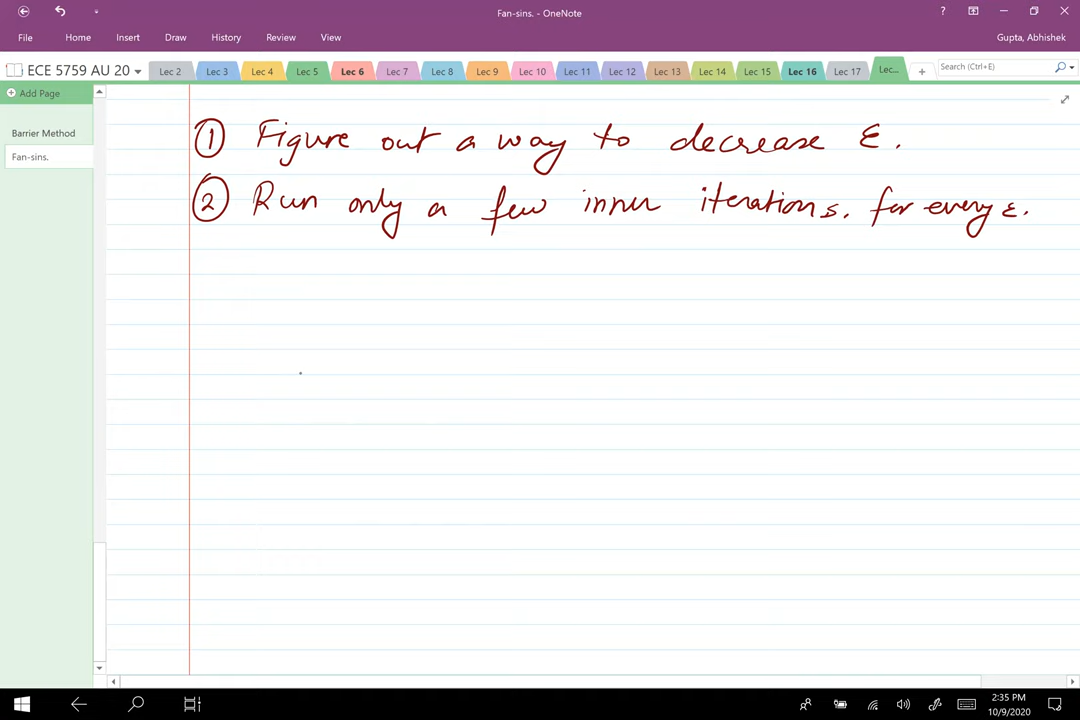 Fan-sins. - OneNote
?
File Home Insert Draw History Review View
Gupta, Abhishek
ECE 5759 AU 20
Lec 2 Lec 3 Lec 4 Lec 5 Lec 6 Lec 7 Lec 8 Lec 9 Lec 10 Lec 11 Lec 12 Lec 13 Lec 14 Lec 15 Lec 16 Lec 17 Lec... +
Search (Ctrl+E)
Add Page
Barrier Method
Fan-sins.
① Figure out a way to decrease ε.
② Run only a few inner iterations. for every ε.
2:35 PM
10/9/2020